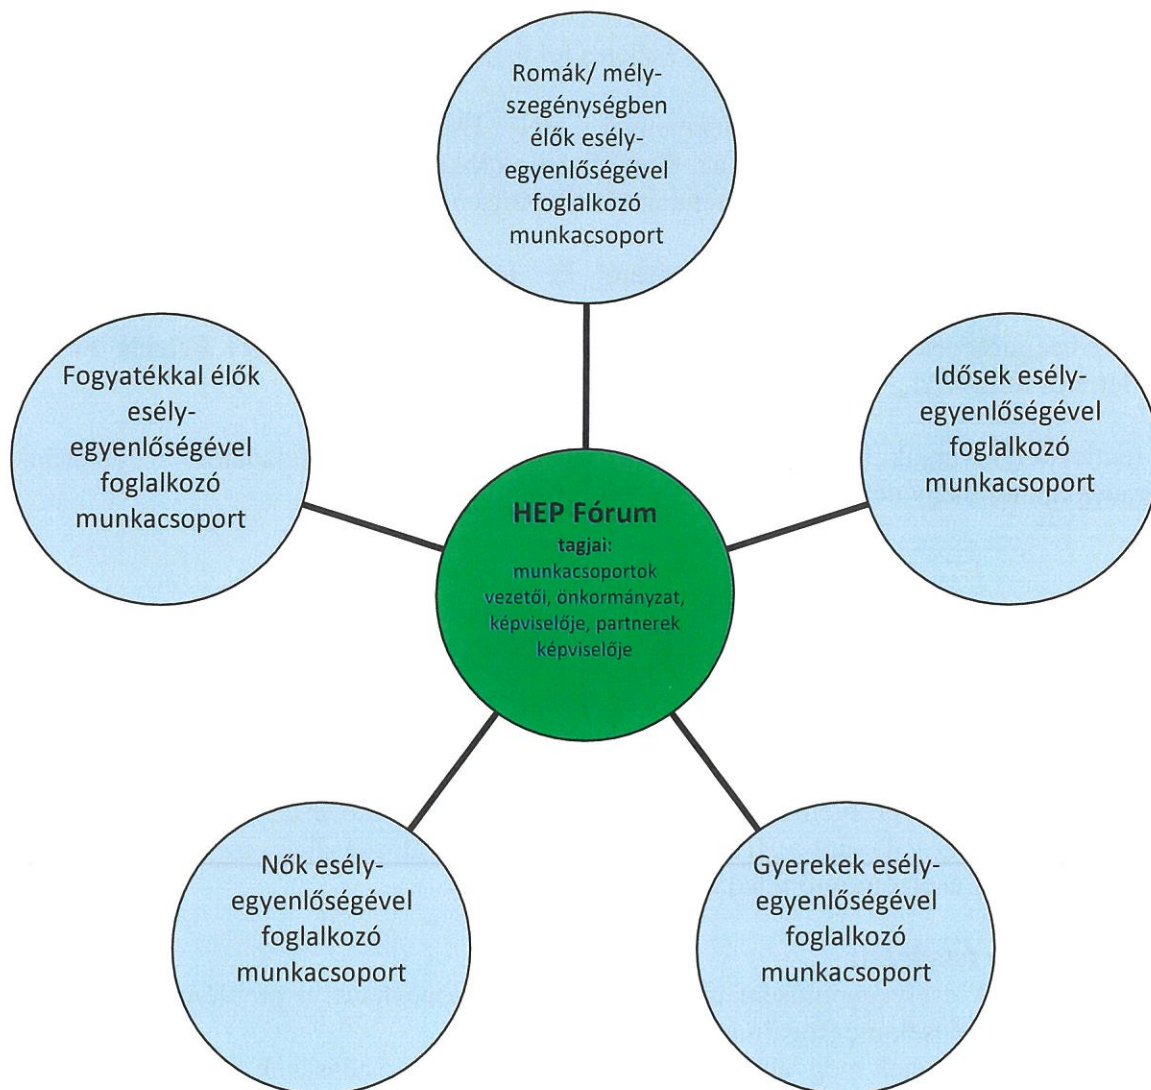 Romák/ mély-
szegénységben
élők esély-
egyenlőségével
foglalkozó
munkacsoport
Fogyatékkal élők
esély-
egyenlőségével
foglalkozó
munkacsoport
Idősek esély-
egyenlőségével
foglalkozó
munkacsoport
HEP Fórum
tagjai:
munkacsoportok
vezetői, önkormányzat,
képviselője, partnerek
képviselője
Nők esély-
egyenlőségével
foglalkozó
munkacsoport
Gyerekek esély-
egyenlőségével
foglalkozó
munkacsoport